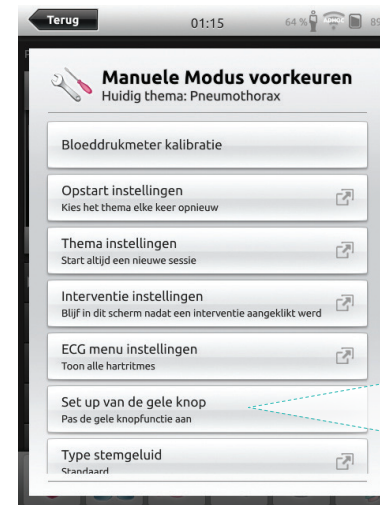 Terug 01:15 64 % 89
Manuele Modus voorkeuren
Huidig thema: Pneumothorax
Bloeddrukmeter kalibratie
Opstart instellingen
Kies het thema elke keer opnieuw
Thema instellingen
Start altijd een nieuwe sessie
Interventie instellingen
Blijf in dit scherm nadat een interventie aangeklikt werd
ECG menu instellingen
Toon alle hartritmes
Set up van de gele knop
Pas de gele knopfunctie aan
Type stemgeluid
Standaard